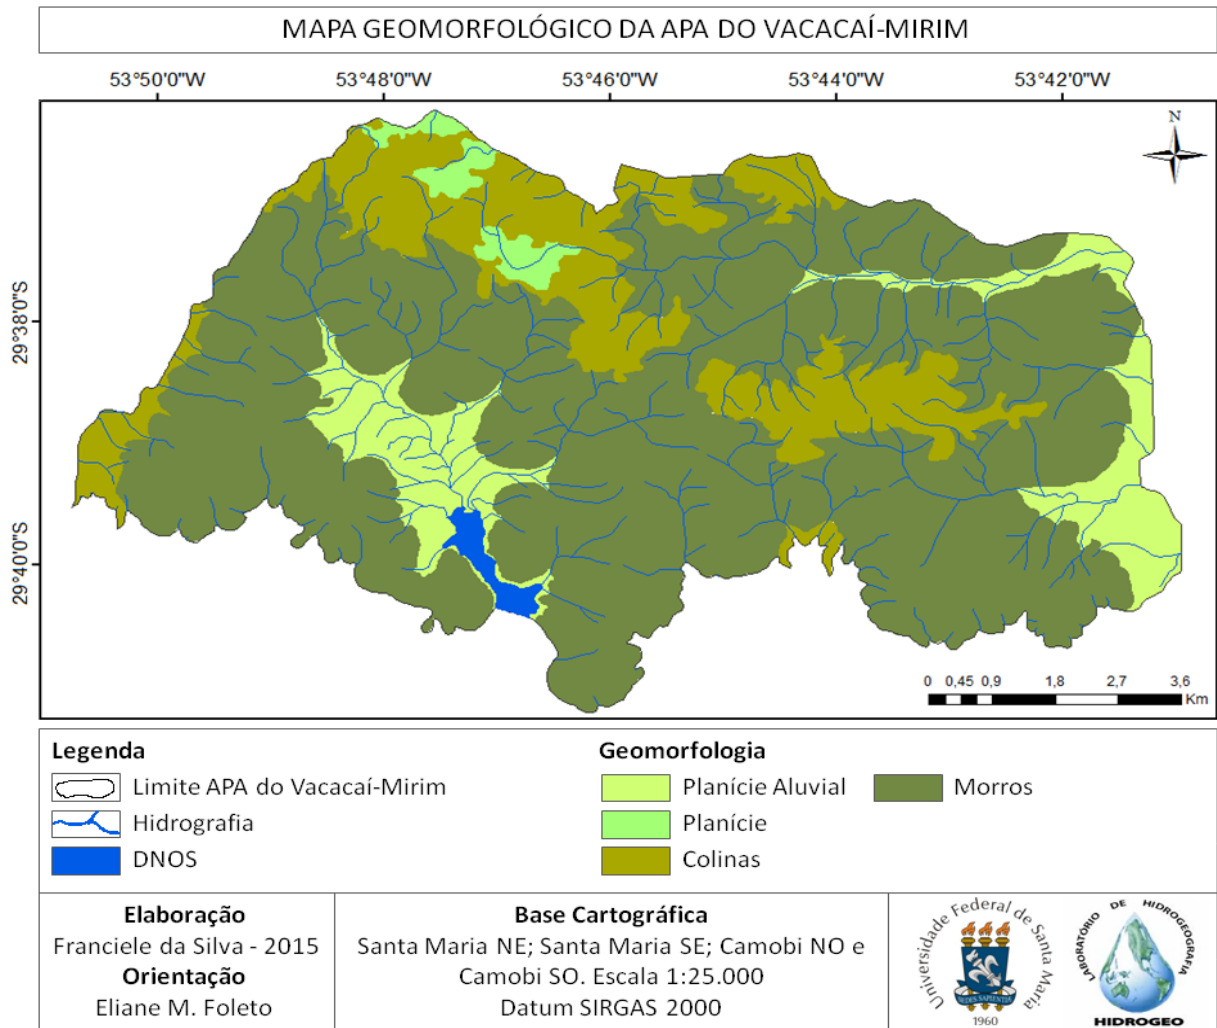 MAPA GEOMORFOLÓGICO DA APA DO VACACAÍ-MIRIM
53°50'0"W 53°48'0"W 53°46'0"W 53°44'0"W 53°42'0"W
N
29°38'0"S
29°40'0"S
0 0,45 0,9 1,8 2,7 3,6
Km
Legenda
Limite APA do Vacacaí-Mirim
Hidrografia
DNOS
Geomorfologia
Planície Aluvial
Planície
Colinas
Morros
Elaboração
Franciele da Silva - 2015
Orientação
Eliane M. Foleto
Base Cartográfica
Santa Maria NE; Santa Maria SE; Camobi NO e
Camobi SO. Escala 1:25.000
Datum SIRGAS 2000
Universidade Federal de Santa Maria
SEDES SAPIENTIAE
1960
LABORATÓRIO DE HIDROGEOGRAFIA
HIDROGEO